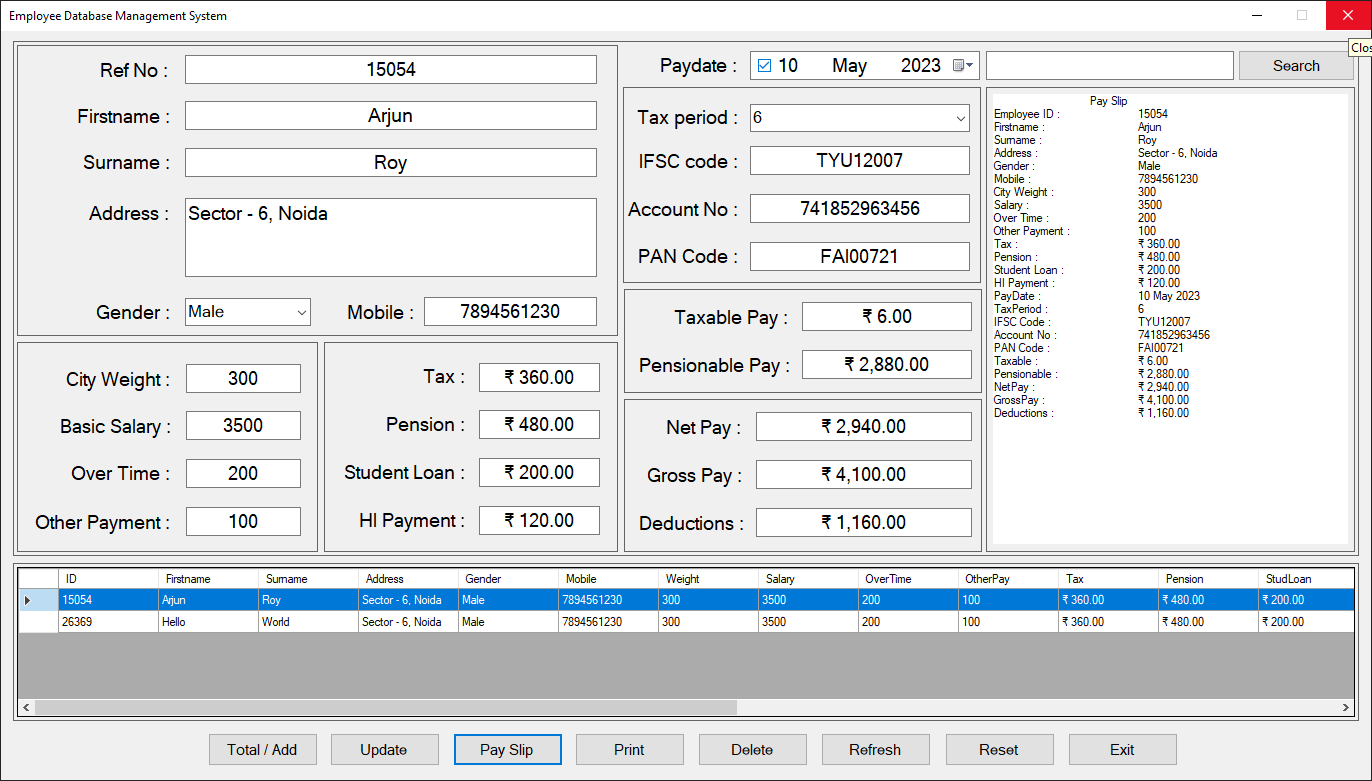 Employee Database Management System
Clos
Ref No : 15054
Firstname : Arjun
Surname : Roy
Address : Sector - 6, Noida
Gender : Male Mobile : 7894561230
City Weight : 300
Basic Salary : 3500
Over Time : 200
Other Payment : 100
Tax : ₹ 360.00
Pension : ₹ 480.00
Student Loan : ₹ 200.00
HI Payment : ₹ 120.00
Paydate : 10 May 2023
Search
Tax period : 6
IFSC code : TYU12007
Account No : 741852963456
PAN Code : FAI00721
Taxable Pay : ₹ 6.00
Pensionable Pay : ₹ 2,880.00
Net Pay : ₹ 2,940.00
Gross Pay : ₹ 4,100.00
Deductions : ₹ 1,160.00
Pay Slip
Employee ID : 15054
Firstname : Arjun
Surname : Roy
Address : Sector - 6, Noida
Gender : Male
Mobile : 7894561230
City Weight : 300
Salary : 3500
Over Time : 200
Other Payment : 100
Tax : ₹ 360.00
Pension : ₹ 480.00
Student Loan : ₹ 200.00
HI Payment : ₹ 120.00
PayDate : 10 May 2023
TaxPeriod : 6
IFSC Code : TYU12007
Account No : 741852963456
PAN Code : FAI00721
Taxable : ₹ 6.00
Pensionable : ₹ 2,880.00
NetPay : ₹ 2,940.00
GrossPay : ₹ 4,100.00
Deductions : ₹ 1,160.00
ID Firstname Surname Address Gender Mobile Weight Salary OverTime OtherPay Tax Pension StudLoan
15054 Arjun Roy Sector - 6, Noida Male 7894561230 300 3500 200 100 ₹ 360.00 ₹ 480.00 ₹ 200.00
26369 Hello World Sector - 6, Noida Male 7894561230 300 3500 200 100 ₹ 360.00 ₹ 480.00 ₹ 200.00
Total / Add Update Pay Slip Print Delete Refresh Reset Exit